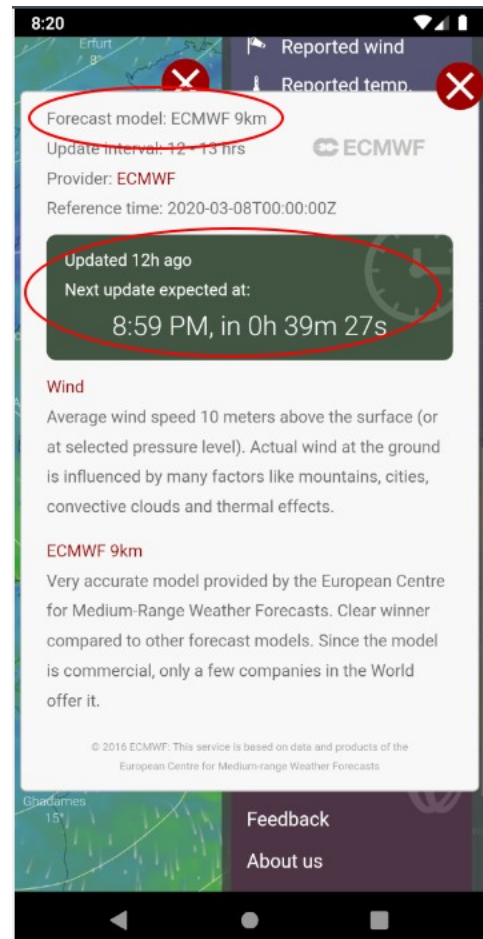 8:20
Erfurt
8°
Reported wind
Reported temp.
Forecast model: ECMWF 9km
Update interval: 12 - 13 hrs
ECMWF
Provider: ECMWF
Reference time: 2020-03-08T00:00:00Z
Updated 12h ago
Next update expected at:
8:59 PM, in 0h 39m 27s
Wind
Average wind speed 10 meters above the surface (or
at selected pressure level). Actual wind at the ground
is influenced by many factors like mountains, cities,
convective clouds and thermal effects.
ECMWF 9km
Very accurate model provided by the European Centre
for Medium-Range Weather Forecasts. Clear winner
compared to other forecast models. Since the model
is commercial, only a few companies in the World
offer it.
© 2016 ECMWF: This service is based on data and products of the
European Centre for Medium-range Weather Forecasts
Ghadames
15°
Feedback
About us